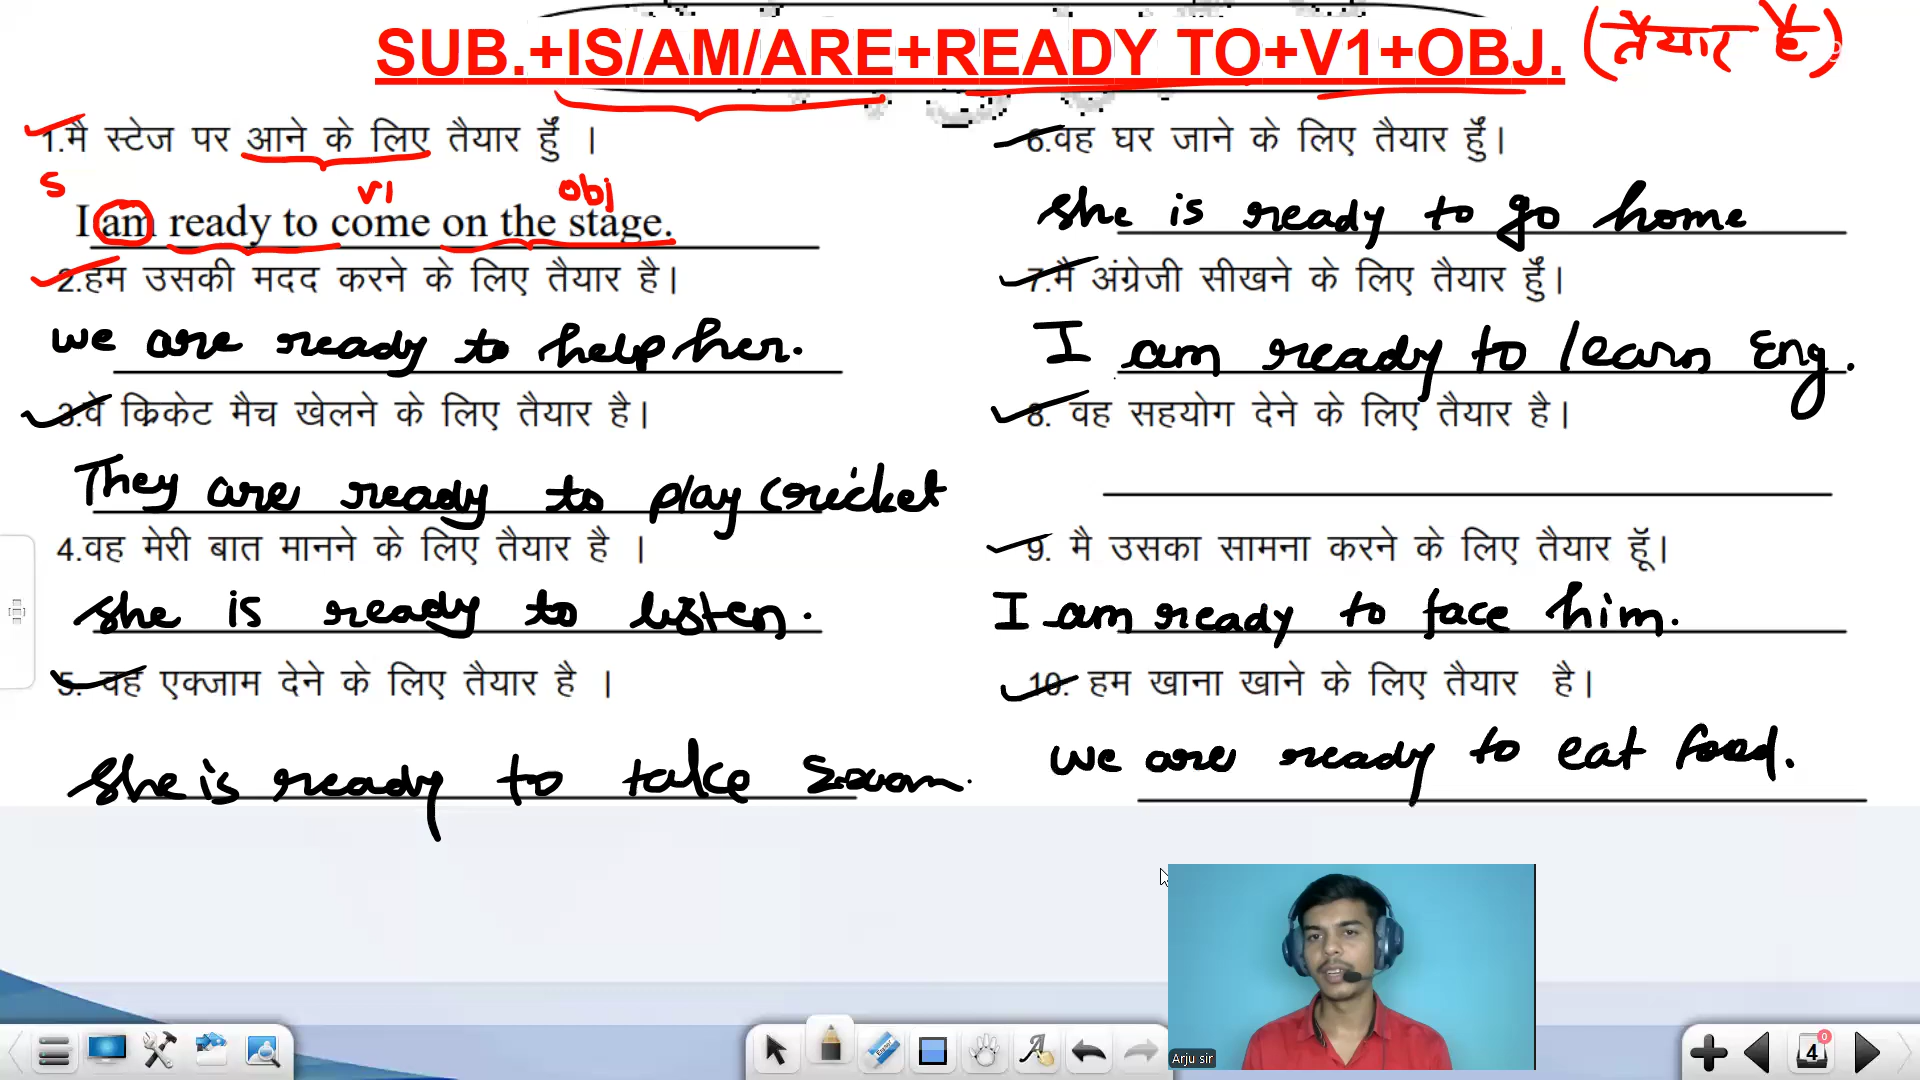 SUB.+IS/AM/ARE+READY TO+V1+OBJ. (तैयार है)
1.मै स्टेज पर आने के लिए तैयार हुँ ।
S V1 obj
I am ready to come on the stage.
2.हम उसकी मदद करने के लिए तैयार है।
we are ready to help her.
3.वे क्रिकेट मैच खेलने के लिए तैयार है।
They are ready to play cricket
4.वह मेरी बात मानने के लिए तैयार है ।
she is ready to listen.
5. वह एक्जाम देने के लिए तैयार है ।
she is ready to take
6.वह घर जाने के लिए तैयार हुँ।
she is ready to go home
7.मै अंग्रेजी सीखने के लिए तैयार हुँ।
I am ready to learn Eng.
8. वह सहयोग देने के लिए तैयार है।
9. मै उसका सामना करने के लिए तैयार हूॅ।
I am ready to face him.
10. हम खाना खाने के लिए तैयार है।
we are ready to eat food.
Arju sir
4
0